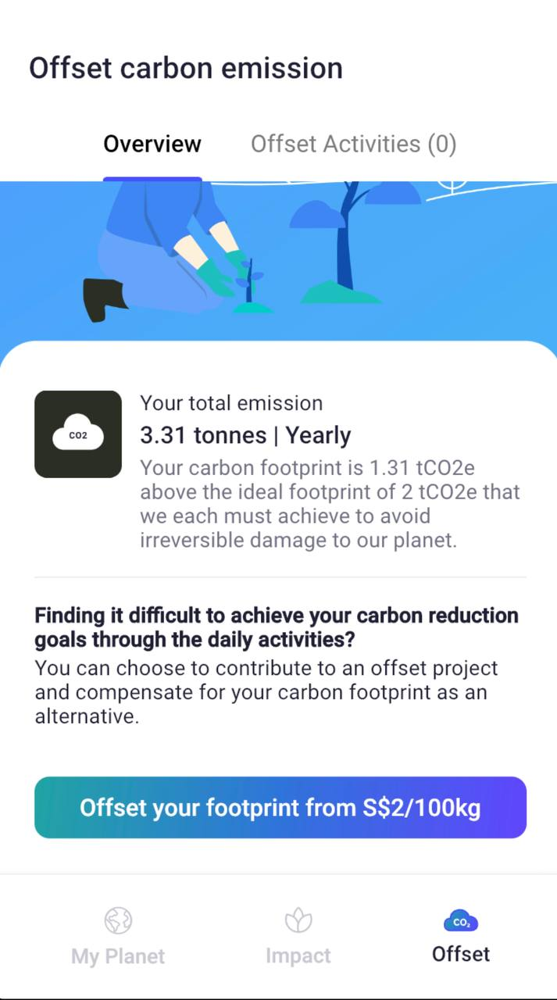 Offset carbon emission
Overview
Offset Activities (0)
CO2
Your total emission
3.31 tonnes | Yearly
Your carbon footprint is 1.31 tCO2e
above the ideal footprint of 2 tCO2e that
we each must achieve to avoid
irreversible damage to our planet.
Finding it difficult to achieve your carbon reduction
goals through the daily activities?
You can choose to contribute to an offset project
and compensate for your carbon footprint as an
alternative.
Offset your footprint from S$2/100kg
My Planet
Impact
CO₂
Offset